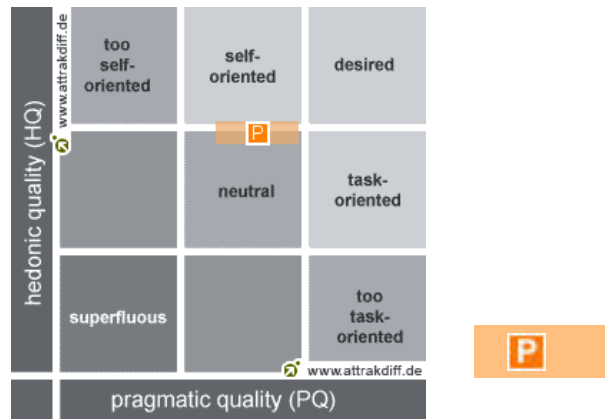 www.attrakdiff.de
hedonic quality (HQ)
too
self-
oriented
self-
oriented
desired
P
neutral
task-
oriented
superfluous
too
task-
oriented
www.attrakdiff.de
pragmatic quality (PQ)
P